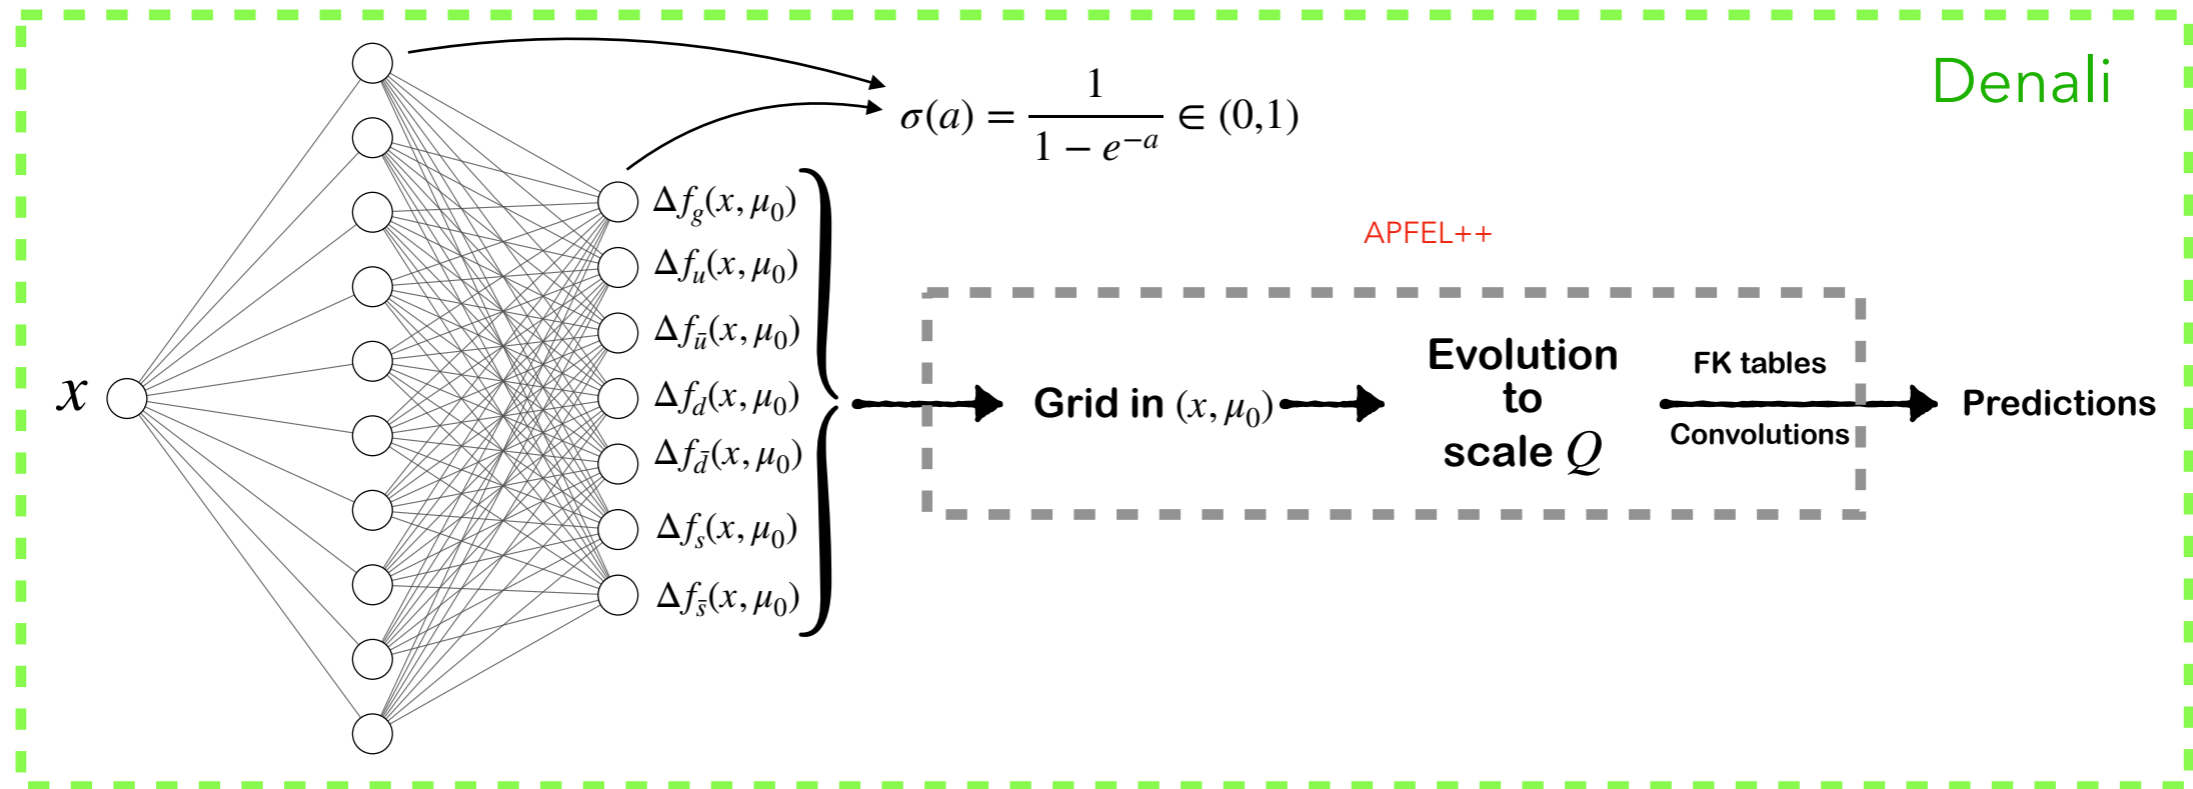 Denali
σ(a) = 1 / (1 − e^{−a}) ∈ (0,1)
x
Δf_g(x, μ_0)
Δf_u(x, μ_0)
Δf_ū(x, μ_0)
Δf_d(x, μ_0)
Δf_d̄(x, μ_0)
Δf_s(x, μ_0)
Δf_s̄(x, μ_0)
APFEL++
Grid in (x, μ_0)
Evolution
to
scale Q
FK tables
Convolutions
Predictions